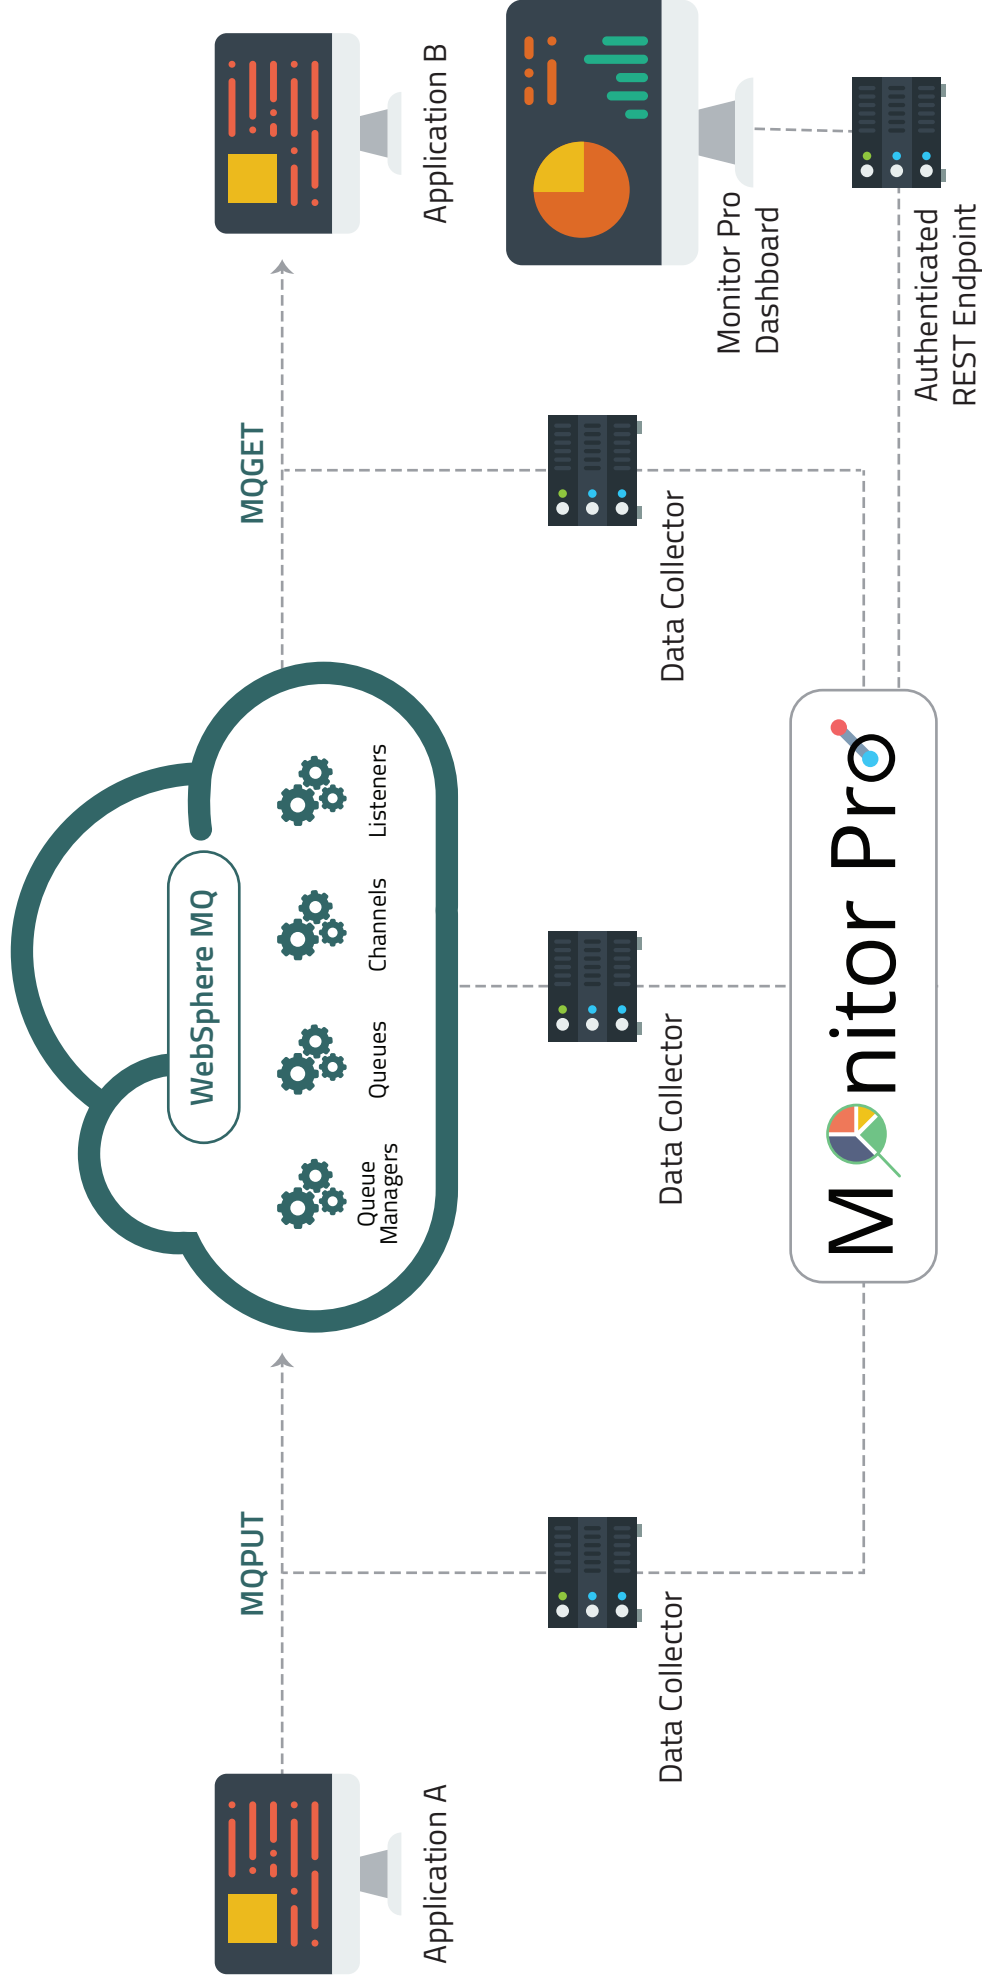 MQPUT
MQGET
WebSphere MQ
Queue
Managers
Queues
Channels
Listeners
Application A
Application B
Data Collector
Data Collector
Data Collector
Monitor Pro
Dashboard
Monitor Pro
Authenticated
REST Endpoint